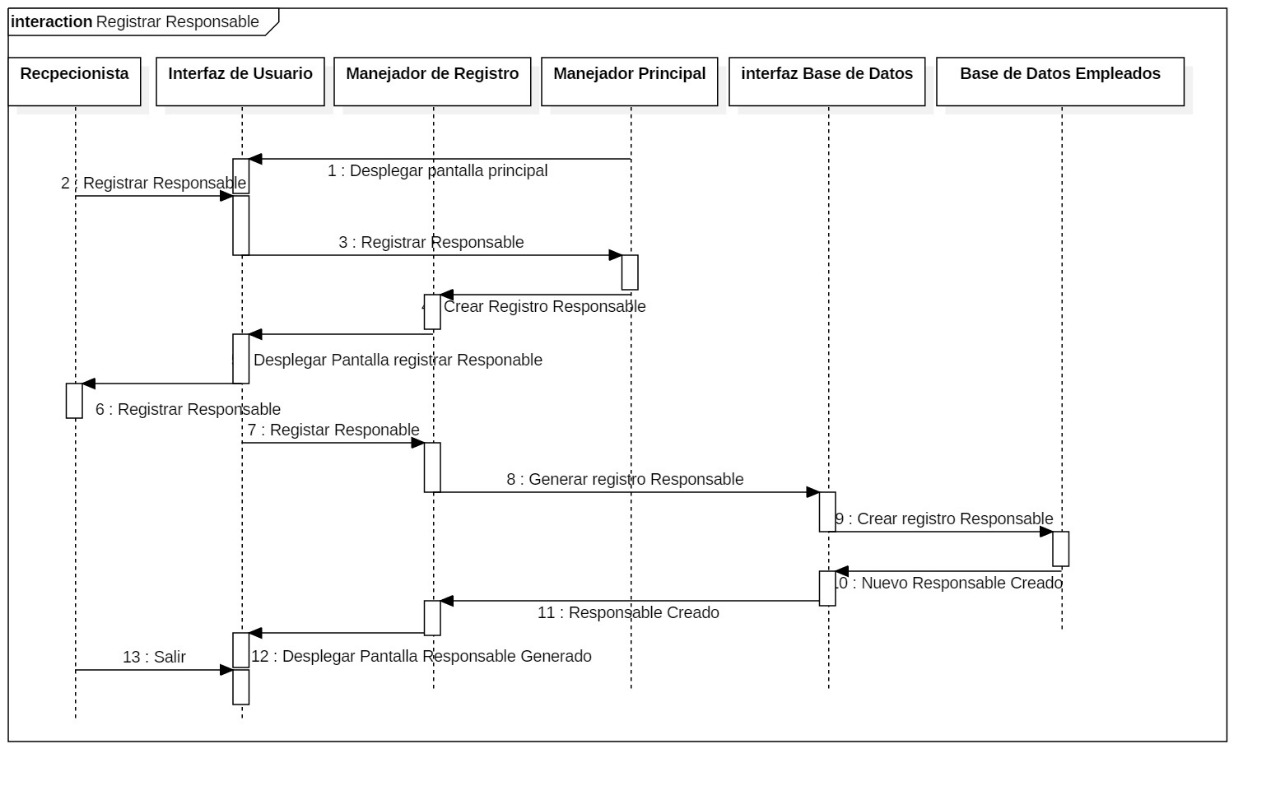 interaction Registrar Responsable
Recpecionista
Interfaz de Usuario
Manejador de Registro
Manejador Principal
interfaz Base de Datos
Base de Datos Empleados
1 : Desplegar pantalla principal
2 : Registrar Responsable
3 : Registrar Responsable
Crear Registro Responsable
Desplegar Pantalla registrar Responable
6 : Registrar Responsable
7 : Registar Responable
8 : Generar registro Responsable
9 : Crear registro Responsable
10 : Nuevo Responsable Creado
11 : Responsable Creado
12 : Desplegar Pantalla Responsable Generado
13 : Salir